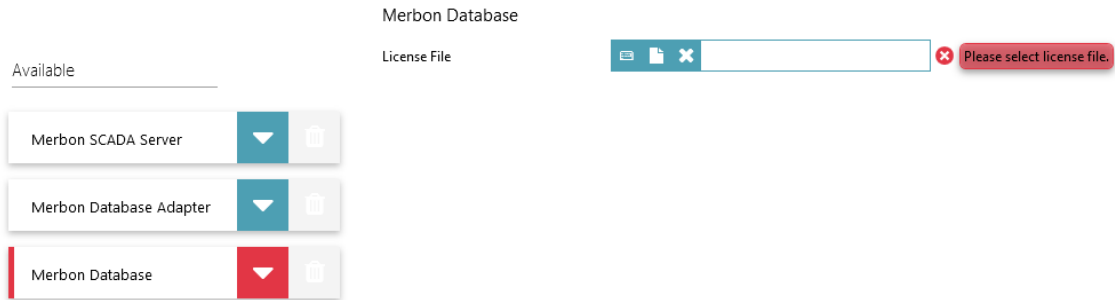 Merbon Database
License File
Please select license file.
Available
Merbon SCADA Server
Merbon Database Adapter
Merbon Database